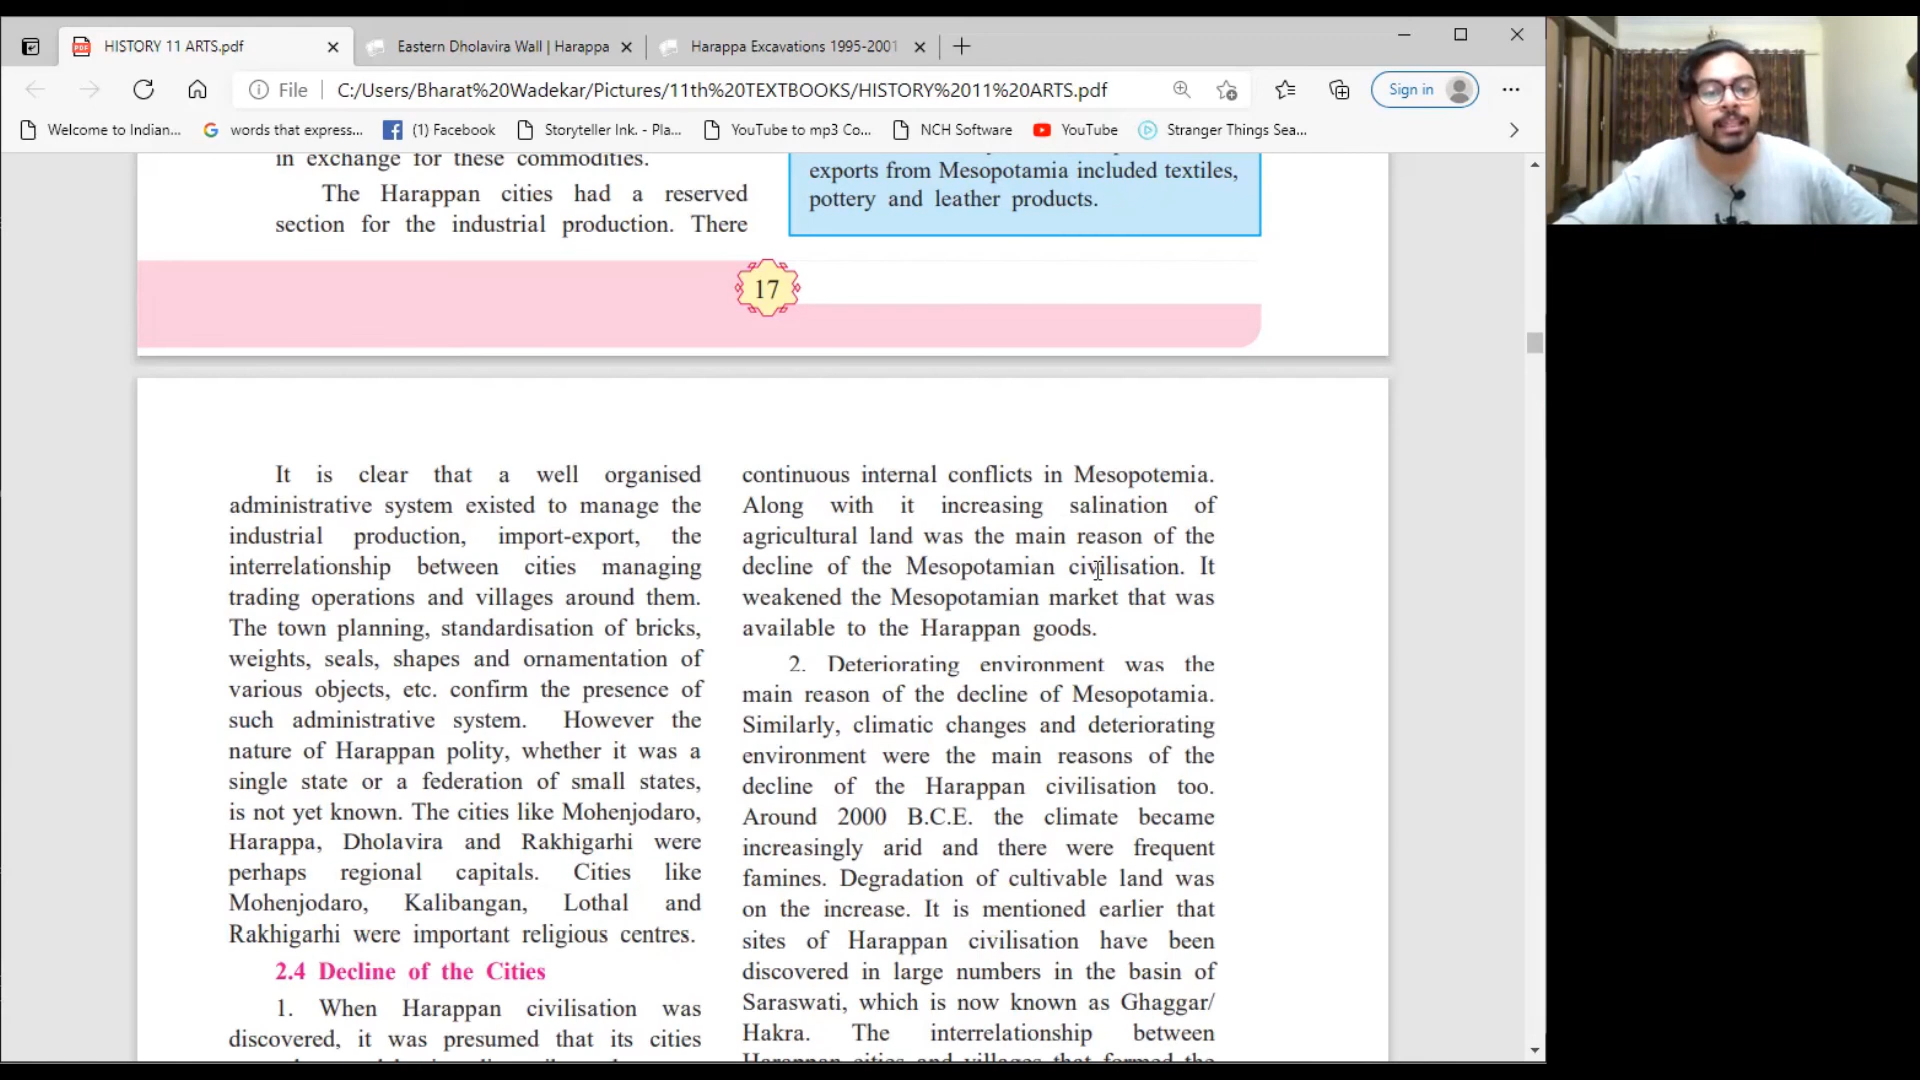 HISTORY 11 ARTS.pdf
Eastern Dholavira Wall | Harappa
Harappa Excavations 1995-2001
File
C:/Users/Bharat%20Wadekar/Pictures/11th%20TEXTBOOKS/HISTORY%2011%20ARTS.pdf
Sign in
Welcome to Indian...
words that express...
(1) Facebook
Storyteller Ink. - Pla...
YouTube to mp3 Co...
NCH Software
YouTube
Stranger Things Sea...
in exchange for these commodities.
The Harappan cities had a reserved
section for the industrial production. There
exports from Mesopotamia included textiles,
pottery and leather products.
17
It is clear that a well organised
administrative system existed to manage the
industrial production, import-export, the
interrelationship between cities managing
trading operations and villages around them.
The town planning, standardisation of bricks,
weights, seals, shapes and ornamentation of
various objects, etc. confirm the presence of
such administrative system. However the
nature of Harappan polity, whether it was a
single state or a federation of small states,
is not yet known. The cities like Mohenjodaro,
Harappa, Dholavira and Rakhigarhi were
perhaps regional capitals. Cities like
Mohenjodaro, Kalibangan, Lothal and
Rakhigarhi were important religious centres.
2.4 Decline of the Cities
1. When Harappan civilisation was
discovered, it was presumed that its cities
continuous internal conflicts in Mesopotemia.
Along with it increasing salination of
agricultural land was the main reason of the
decline of the Mesopotamian civilisation. It
weakened the Mesopotamian market that was
available to the Harappan goods.
2. Deteriorating environment was the
main reason of the decline of Mesopotamia.
Similarly, climatic changes and deteriorating
environment were the main reasons of the
decline of the Harappan civilisation too.
Around 2000 B.C.E. the climate became
increasingly arid and there were frequent
famines. Degradation of cultivable land was
on the increase. It is mentioned earlier that
sites of Harappan civilisation have been
discovered in large numbers in the basin of
Saraswati, which is now known as Ghaggar/
Hakra. The interrelationship between
Harappan cities and villages that formed the